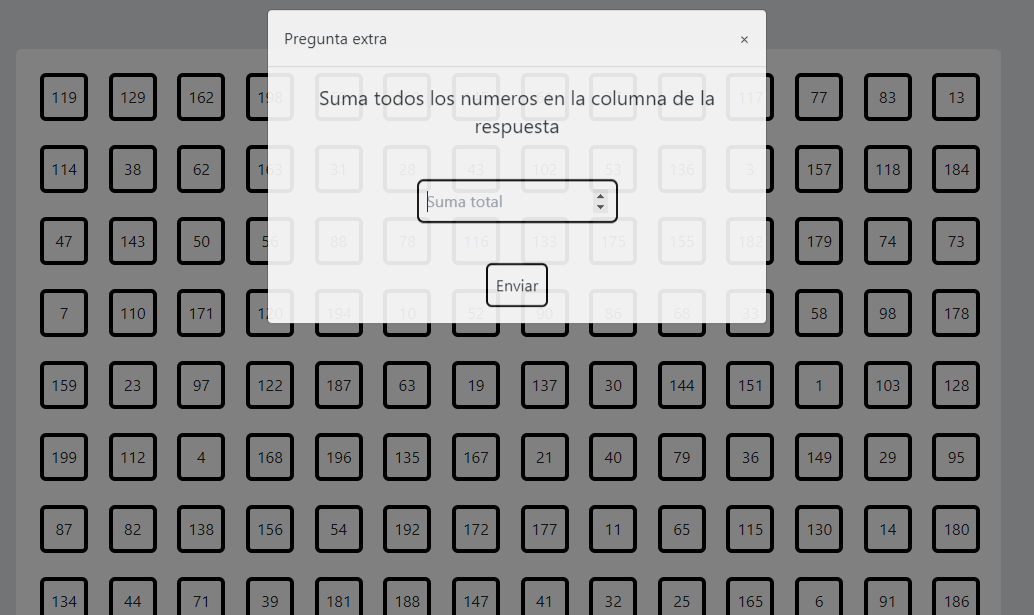 Pregunta extra ×
Suma todos los numeros en la columna de la
respuesta
Suma total
Enviar
119 129 162 198 117 77 83 13
114 38 62 163 31 28 43 102 53 136 3 157 118 184
47 143 50 56 88 78 116 133 175 155 182 179 74 73
7 110 171 120 194 10 52 90 86 68 33 58 98 178
159 23 97 122 187 63 19 137 30 144 151 1 103 128
199 112 4 168 196 135 167 21 40 79 36 149 29 95
87 82 138 156 54 192 172 177 11 65 115 130 14 180
134 44 71 39 181 188 147 41 32 25 165 6 91 186